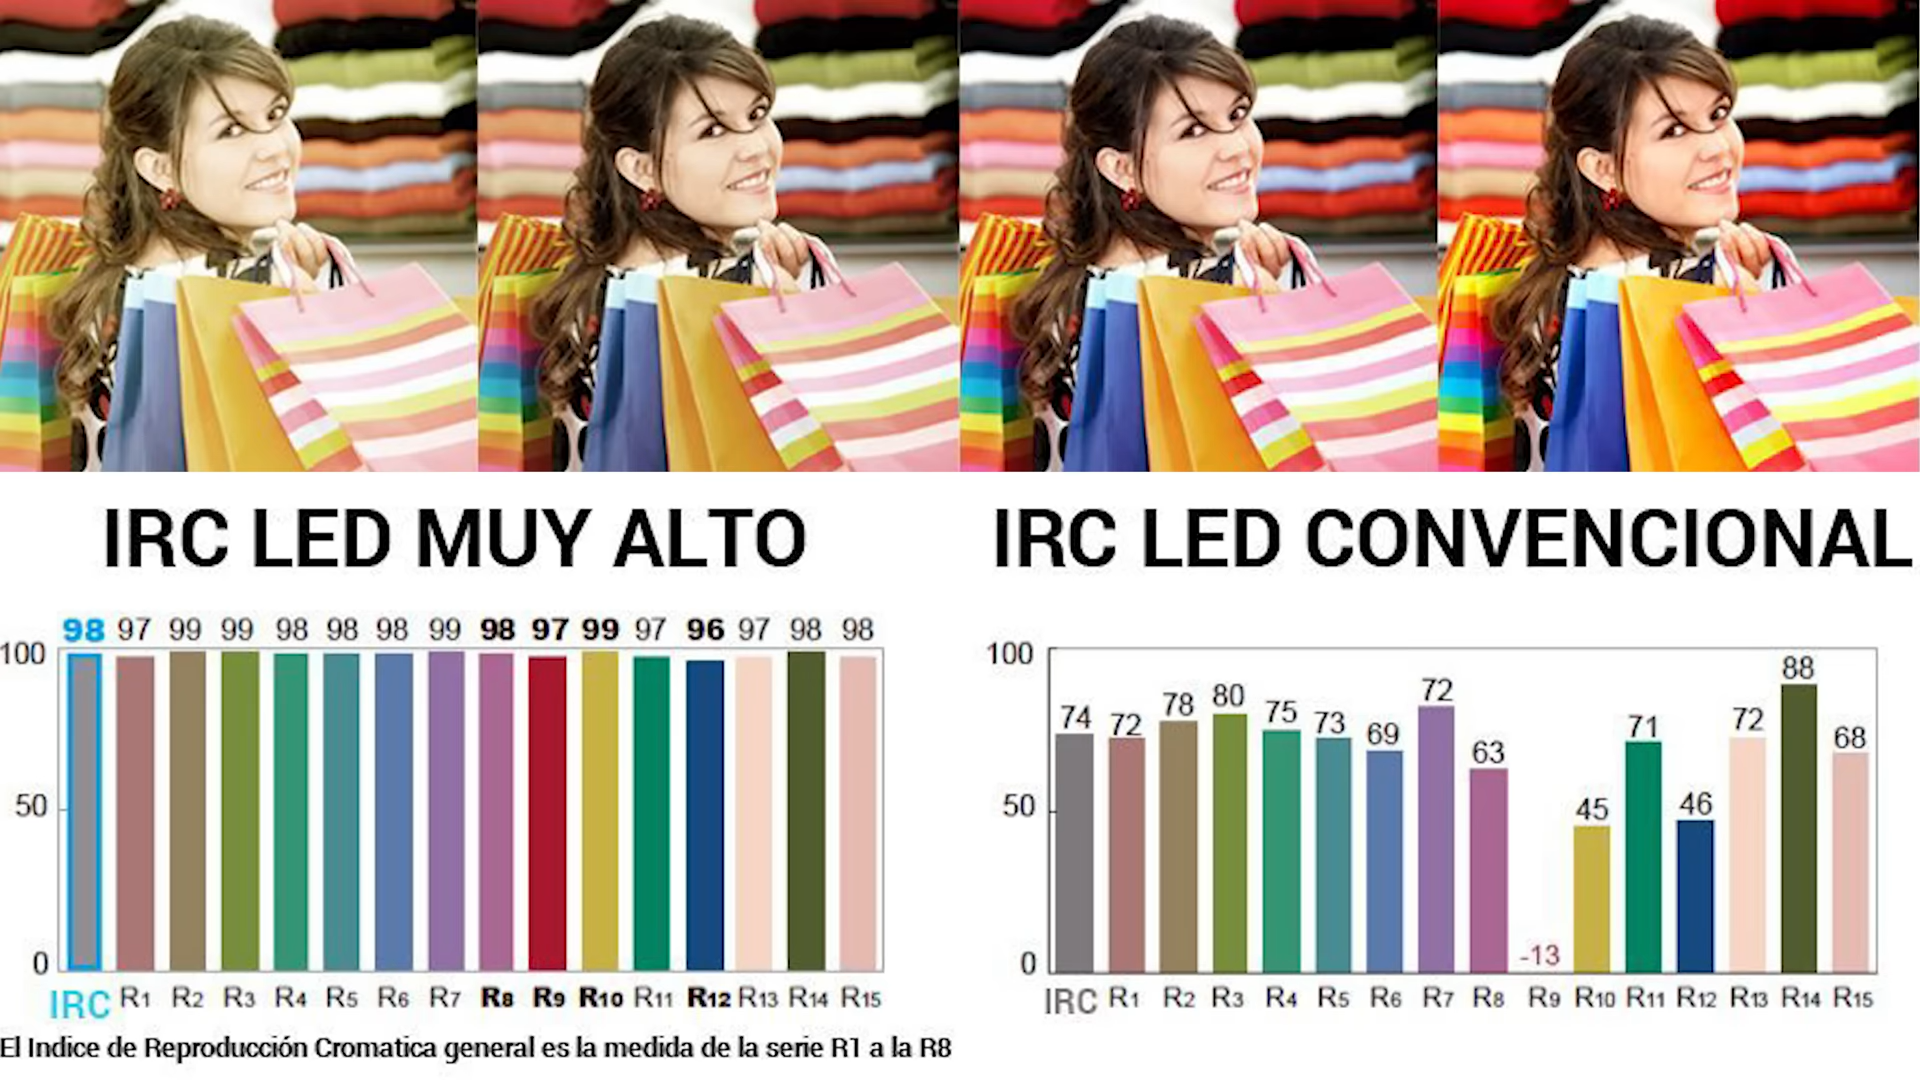 IRC LED MUY ALTO
IRC LED CONVENCIONAL
98 97 99 99 98 98 98 99 98 97 99 97 96 97 98 98
100
50
0
IRC R1 R2 R3 R4 R5 R6 R7 R8 R9 R10 R11 R12 R13 R14 R15
El Indice de Reproducción Cromatica general es la medida de la serie R1 a la R8
100
50
0
74 72 78 80 75 73 69 72 63 -13 45 71 46 72 88 68
IRC R1 R2 R3 R4 R5 R6 R7 R8 R9 R10 R11 R12 R13 R14 R15